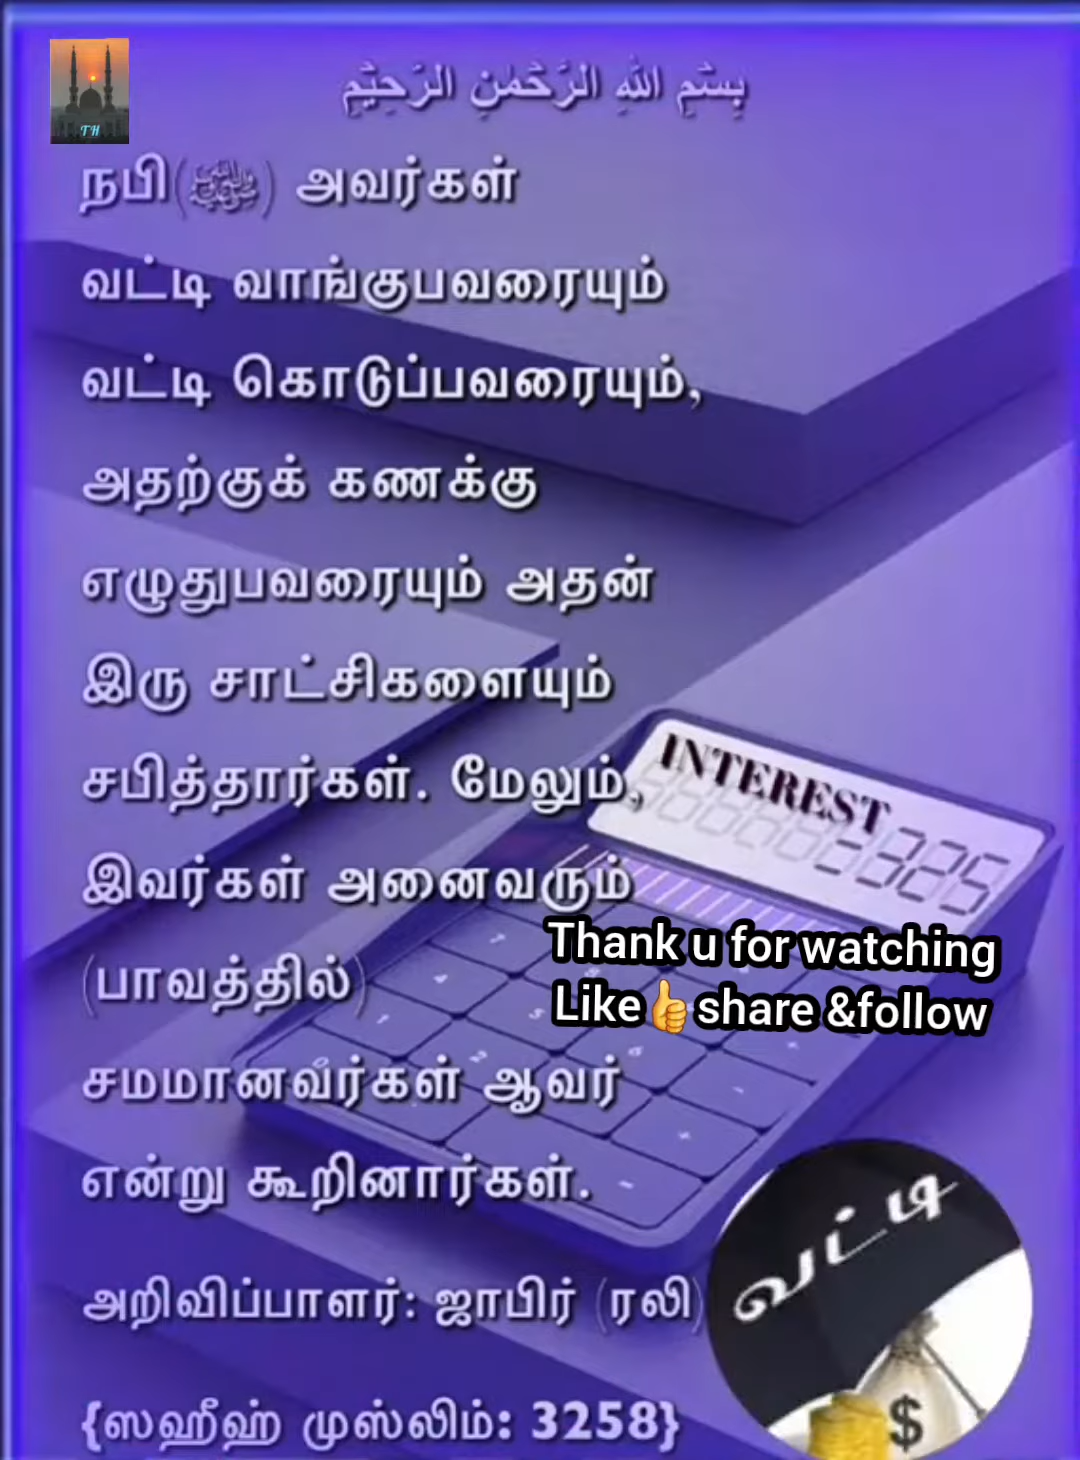 TH
بِسْمِ اللهِ الرَّحْمٰنِ الرَّحِيْمِ
நபி(ﷺ) அவர்கள்
வட்டி வாங்குபவரையும்
வட்டி கொடுப்பவரையும்,
அதற்குக் கணக்கு
எழுதுபவரையும் அதன்
இரு சாட்சிகளையும்
சபித்தார்கள். மேலும்,
இவர்கள் அனைவரும்
(பாவத்தில்)
சமமானவர்கள் ஆவர்
என்று கூறினார்கள்.
INTEREST
Thank u for watching
Like👍share &follow
அறிவிப்பாளர்: ஜாபிர் (ரலி)
வட்டி
$
{ஸஹீஹ் முஸ்லிம்: 3258}